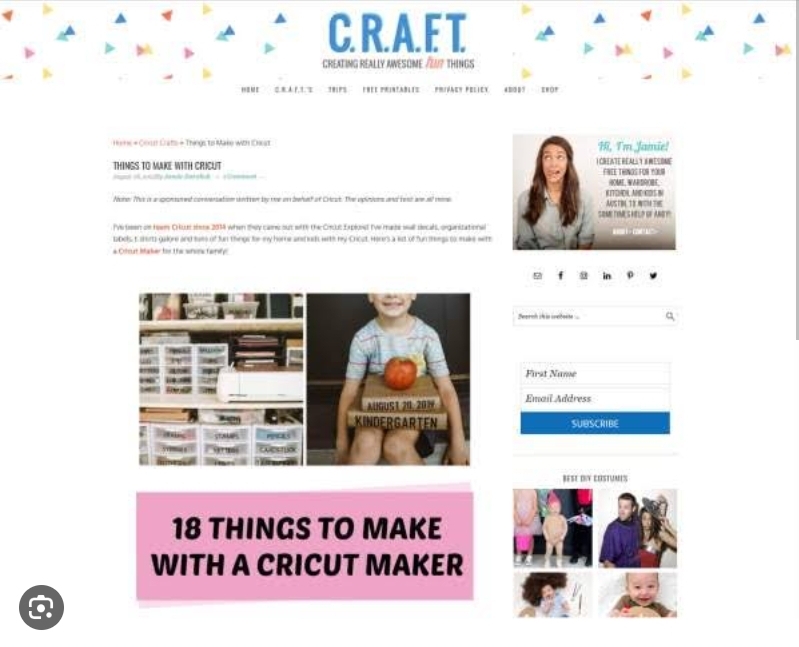 C.R.A.F.T.
CREATING REALLY AWESOME fun THINGS
HOME C.R.A.F.T.'S TRIPS FREE PRINTABLES PRIVACY POLICY ABOUT SHOP
Home » Cricut Crafts » Things to Make with Cricut
THINGS TO MAKE WITH CRICUT
Note: This is a sponsored conversation written by me on behalf of Cricut. The opinions and text are all mine.
I've been on team Cricut since 2014 when they came out with the Cricut Explore! I've made wall decals, organizational
labels, t shirts galore and tons of fun things for my home and kids with my Cricut. Here's a list of fun things to make with
a Cricut Maker for the whole family!
AUGUST 20, 2019
KINDERGARTEN
STAMPS
PENCILS
CARDSTOCK
18 THINGS TO MAKE
WITH A CRICUT MAKER
Hi, I'm Jamie!
I CREATE REALLY AWESOME
FREE THINGS FOR YOUR
HOME, WARDROBE,
KITCHEN, AND KIDS IN
AUSTIN, TX WITH THE
SOMETIMES HELP OF ANDY!
ABOUT CONTACT
Search this website ...
First Name
Email Address
SUBSCRIBE
BEST DIY COSTUMES